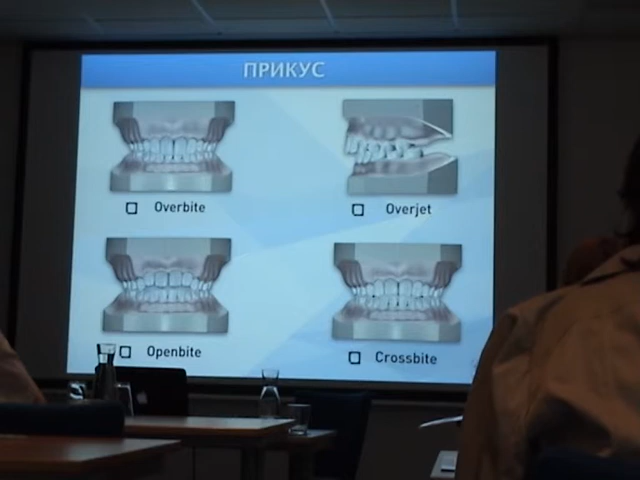 ПРИКУС
Overbite
Overjet
Openbite
Crossbite